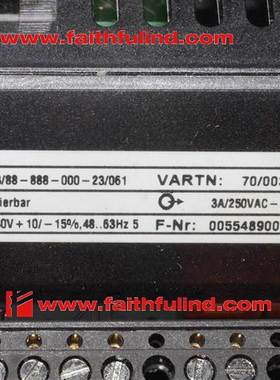 www.faithfulind.com
/88-888-000-23/061 VARTN: 70/00
ierbar 3A/250VAC-
0V + 10/- 15%,48..63Hz 5 F-Nr: 005548900
www.faithfulind.com